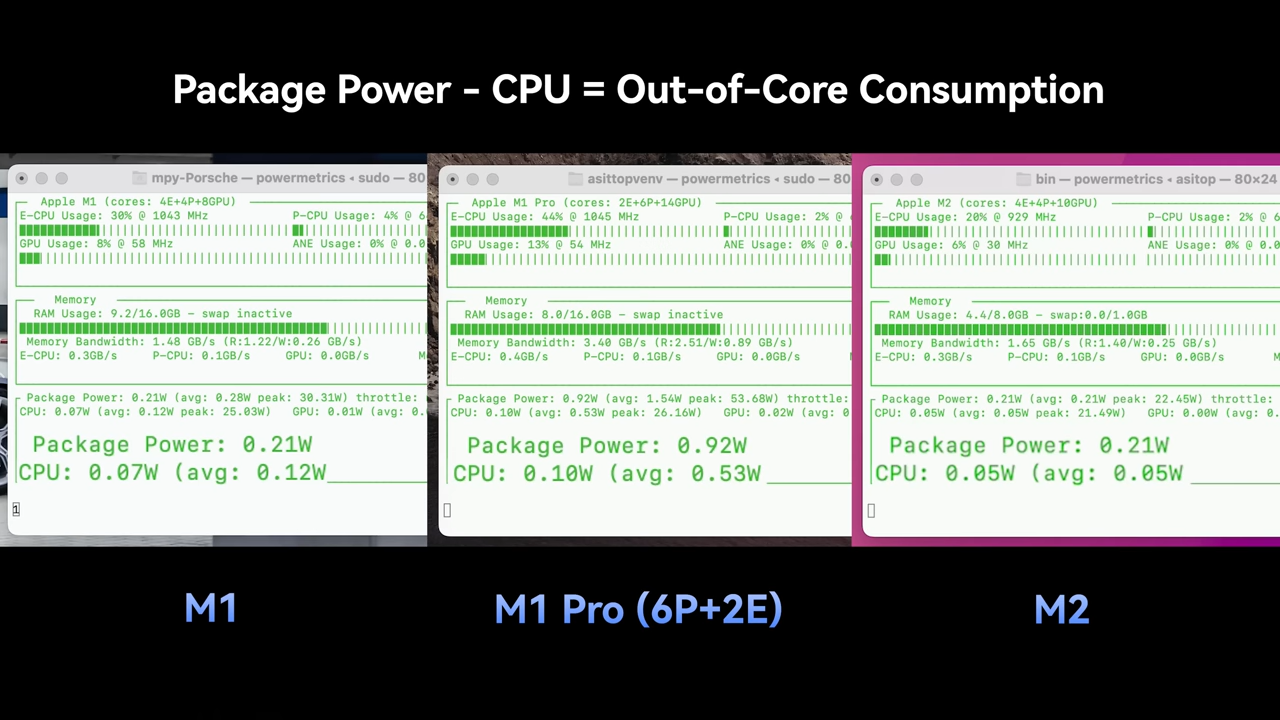 Package Power - CPU = Out-of-Core Consumption
mpy-Porsche — powermetrics ◂ sudo — 80
Apple M1 (cores: 4E+4P+8GPU)
E-CPU Usage: 30% @ 1043 MHz P-CPU Usage: 4% @ 6
GPU Usage: 8% @ 58 MHz ANE Usage: 0% @ 0.0
Memory
RAM Usage: 9.2/16.0GB - swap inactive
Memory Bandwidth: 1.48 GB/s (R:1.22/W:0.26 GB/s)
E-CPU: 0.3GB/s P-CPU: 0.1GB/s GPU: 0.0GB/s M
Package Power: 0.21W (avg: 0.28W peak: 30.31W) throttle:
CPU: 0.07W (avg: 0.12W peak: 25.03W) GPU: 0.01W (avg: 0.
Package Power: 0.21W
CPU: 0.07W (avg: 0.12W
1
asittopvenv — powermetrics ◂ sudo — 80
Apple M1 Pro (cores: 2E+6P+14GPU)
E-CPU Usage: 44% @ 1045 MHz P-CPU Usage: 2% @
GPU Usage: 13% @ 54 MHz ANE Usage: 0% @ 0.0
Memory
RAM Usage: 8.0/16.0GB - swap inactive
Memory Bandwidth: 3.40 GB/s (R:2.51/W:0.89 GB/s)
E-CPU: 0.4GB/s P-CPU: 0.1GB/s GPU: 0.0GB/s
Package Power: 0.92W (avg: 1.54W peak: 53.68W) throttle:
CPU: 0.10W (avg: 0.53W peak: 26.16W) GPU: 0.02W (avg: 0
Package Power: 0.92W
CPU: 0.10W (avg: 0.53W
bin — powermetrics ◂ asitop — 80×24
Apple M2 (cores: 4E+4P+10GPU)
E-CPU Usage: 20% @ 929 MHz P-CPU Usage: 2% @ 6
GPU Usage: 6% @ 30 MHz ANE Usage: 0% @ 0.0
Memory
RAM Usage: 4.4/8.0GB - swap:0.0/1.0GB
Memory Bandwidth: 1.65 GB/s (R:1.40/W:0.25 GB/s)
E-CPU: 0.3GB/s P-CPU: 0.1GB/s GPU: 0.0GB/s M
Package Power: 0.21W (avg: 0.21W peak: 22.45W) throttle:
CPU: 0.05W (avg: 0.05W peak: 21.49W) GPU: 0.00W (avg: 0.
Package Power: 0.21W
CPU: 0.05W (avg: 0.05W
M1
M1 Pro (6P+2E)
M2